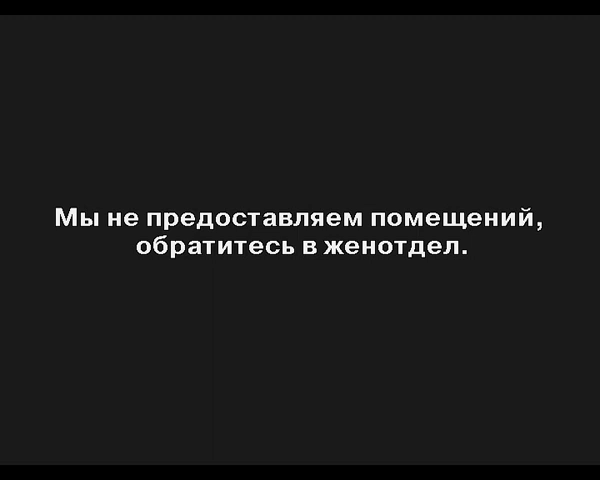 Мы не предоставляем помещений,
обратитесь в женотдел.